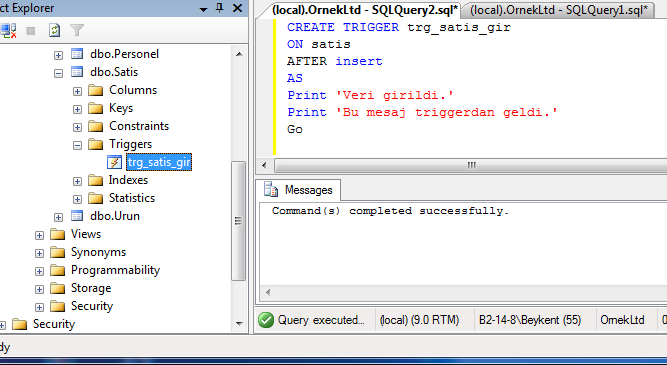 ct Explorer
dbo.Personel
dbo.Satis
Columns
Keys
Constraints
Triggers
trg_satis_gir
Indexes
Statistics
dbo.Urun
Views
Synonyms
Programmability
Storage
Security
Security
dy
(local).OrnekLtd - SQLQuery2.sql*
(local).OrnekLtd - SQLQuery1.sql*
CREATE TRIGGER trg_satis_gir
ON satis
AFTER insert
AS
Print 'Veri girildi.'
Print 'Bu mesaj triggerdan geldi.'
Go
Messages
Command(s) completed successfully.
Query executed... (local) (9.0 RTM) B2-14-8\Beykent (55) OrnekLtd 0